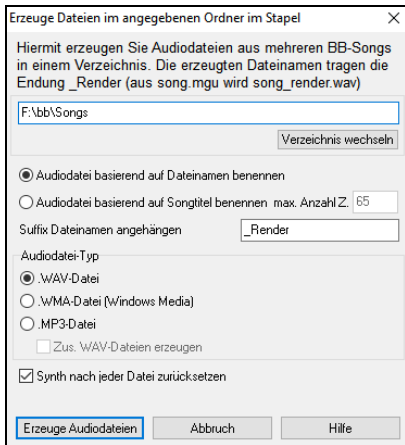 Erzeuge Dateien im angegebenen Ordner im Stapel
Hiermit erzeugen Sie Audiodateien aus mehreren BB-Songs
in einem Verzeichnis. Die erzeugten Dateinamen tragen die
Endung _Render (aus song.mgu wird song_render.wav)
F:\bb\Songs
Verzeichnis wechseln
Audiodatei basierend auf Dateinamen benennen
Audiodatei basierend auf Songtitel benennen max. Anzahl Z. 65
Suffix Dateinamen angehängen _Render
Audiodatei-Typ
.WAV-Datei
.WMA-Datei (Windows Media)
.MP3-Datei
Zus. WAV-Dateien erzeugen
Synth nach jeder Datei zurücksetzen
Erzeuge Audiodateien Abbruch Hilfe